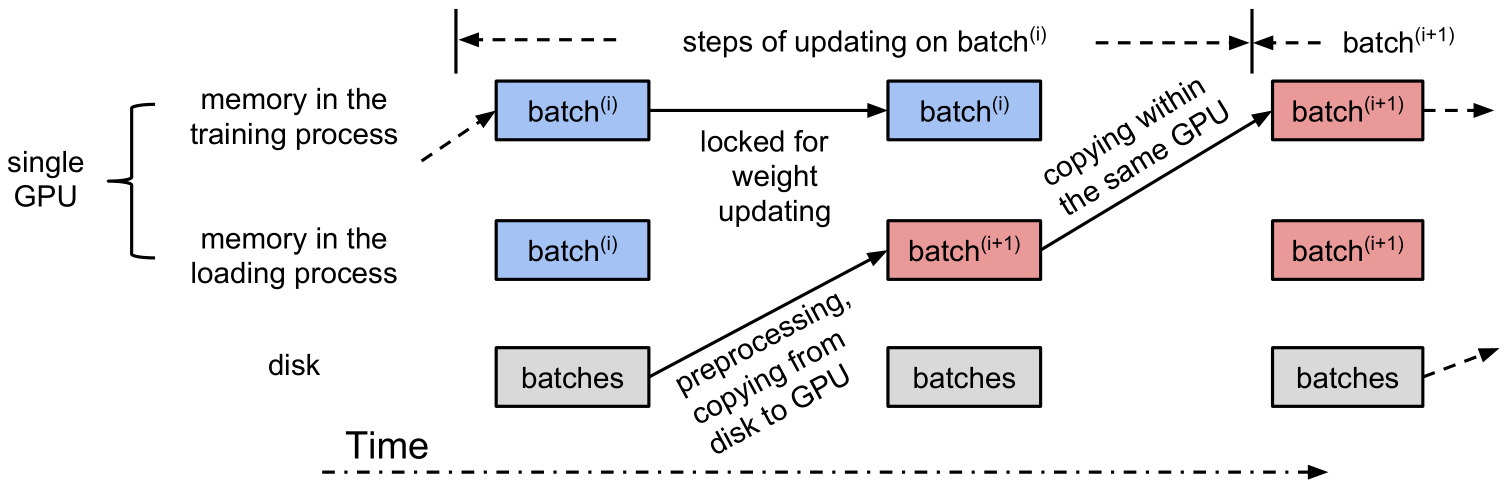 steps of updating on batch⁽ⁱ⁾
batch⁽ⁱ⁺¹⁾
single
GPU
memory in the
training process
batch⁽ⁱ⁾
locked for
weight
updating
batch⁽ⁱ⁾
copying within
the same GPU
batch⁽ⁱ⁺¹⁾
memory in the
loading process
batch⁽ⁱ⁾
batch⁽ⁱ⁺¹⁾
batch⁽ⁱ⁺¹⁾
disk
batches
preprocessing,
copying from
disk to GPU
batches
batches
Time